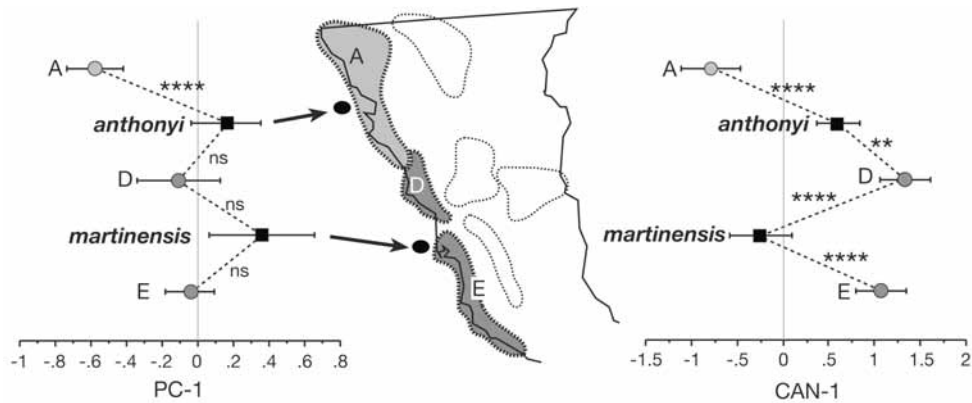 A
****
anthonyi
ns
D
ns
martinensis
ns
E
-1 -.8 -.6 -.4 -.2 0 .2 .4 .6 .8
PC-1
A
D
E
A
****
anthonyi
**
D
****
martinensis
****
E
-1.5 -1 -.5 0 .5 1 1.5 2
CAN-1